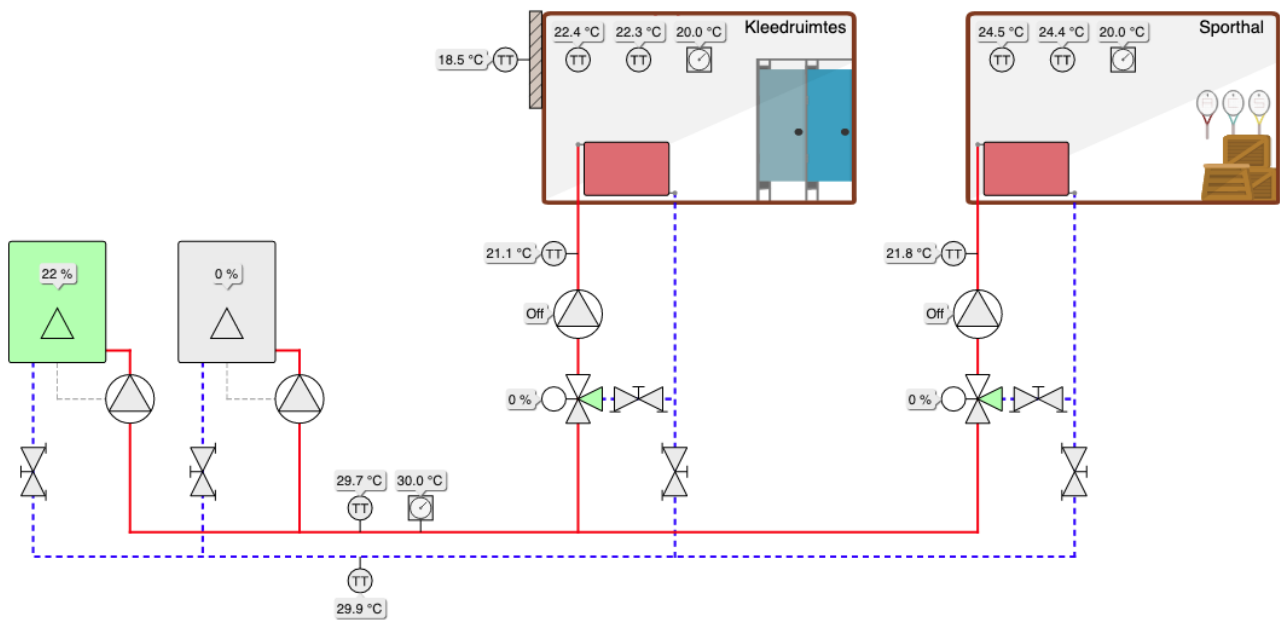 Kleedruimtes
22.4 °C
22.3 °C
20.0 °C
18.5 °C
TT
TT
TT
Sporthal
24.5 °C
24.4 °C
20.0 °C
TT
TT
21.1 °C
TT
21.8 °C
TT
22 %
0 %
Off
Off
0 %
0 %
29.7 °C
30.0 °C
TT
TT
29.9 °C